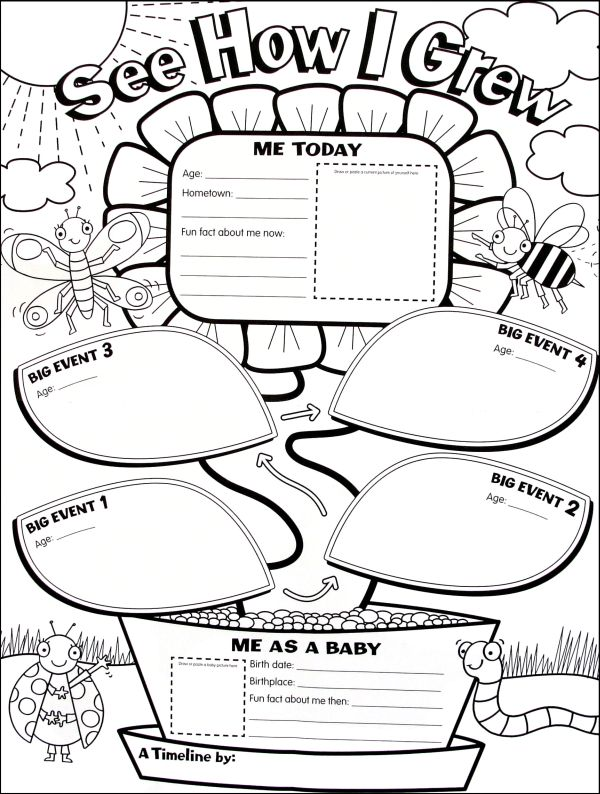 See How I Grew
ME TODAY
Age:
Draw or paste a current picture of yourself here
Hometown:
Fun fact about me now:
BIG EVENT 3
Age:
BIG EVENT 4
Age:
BIG EVENT 1
Age:
BIG EVENT 2
Age:
ME AS A BABY
Draw or paste a baby picture here
Birth date:
Birthplace:
Fun fact about me then:
A Timeline by: